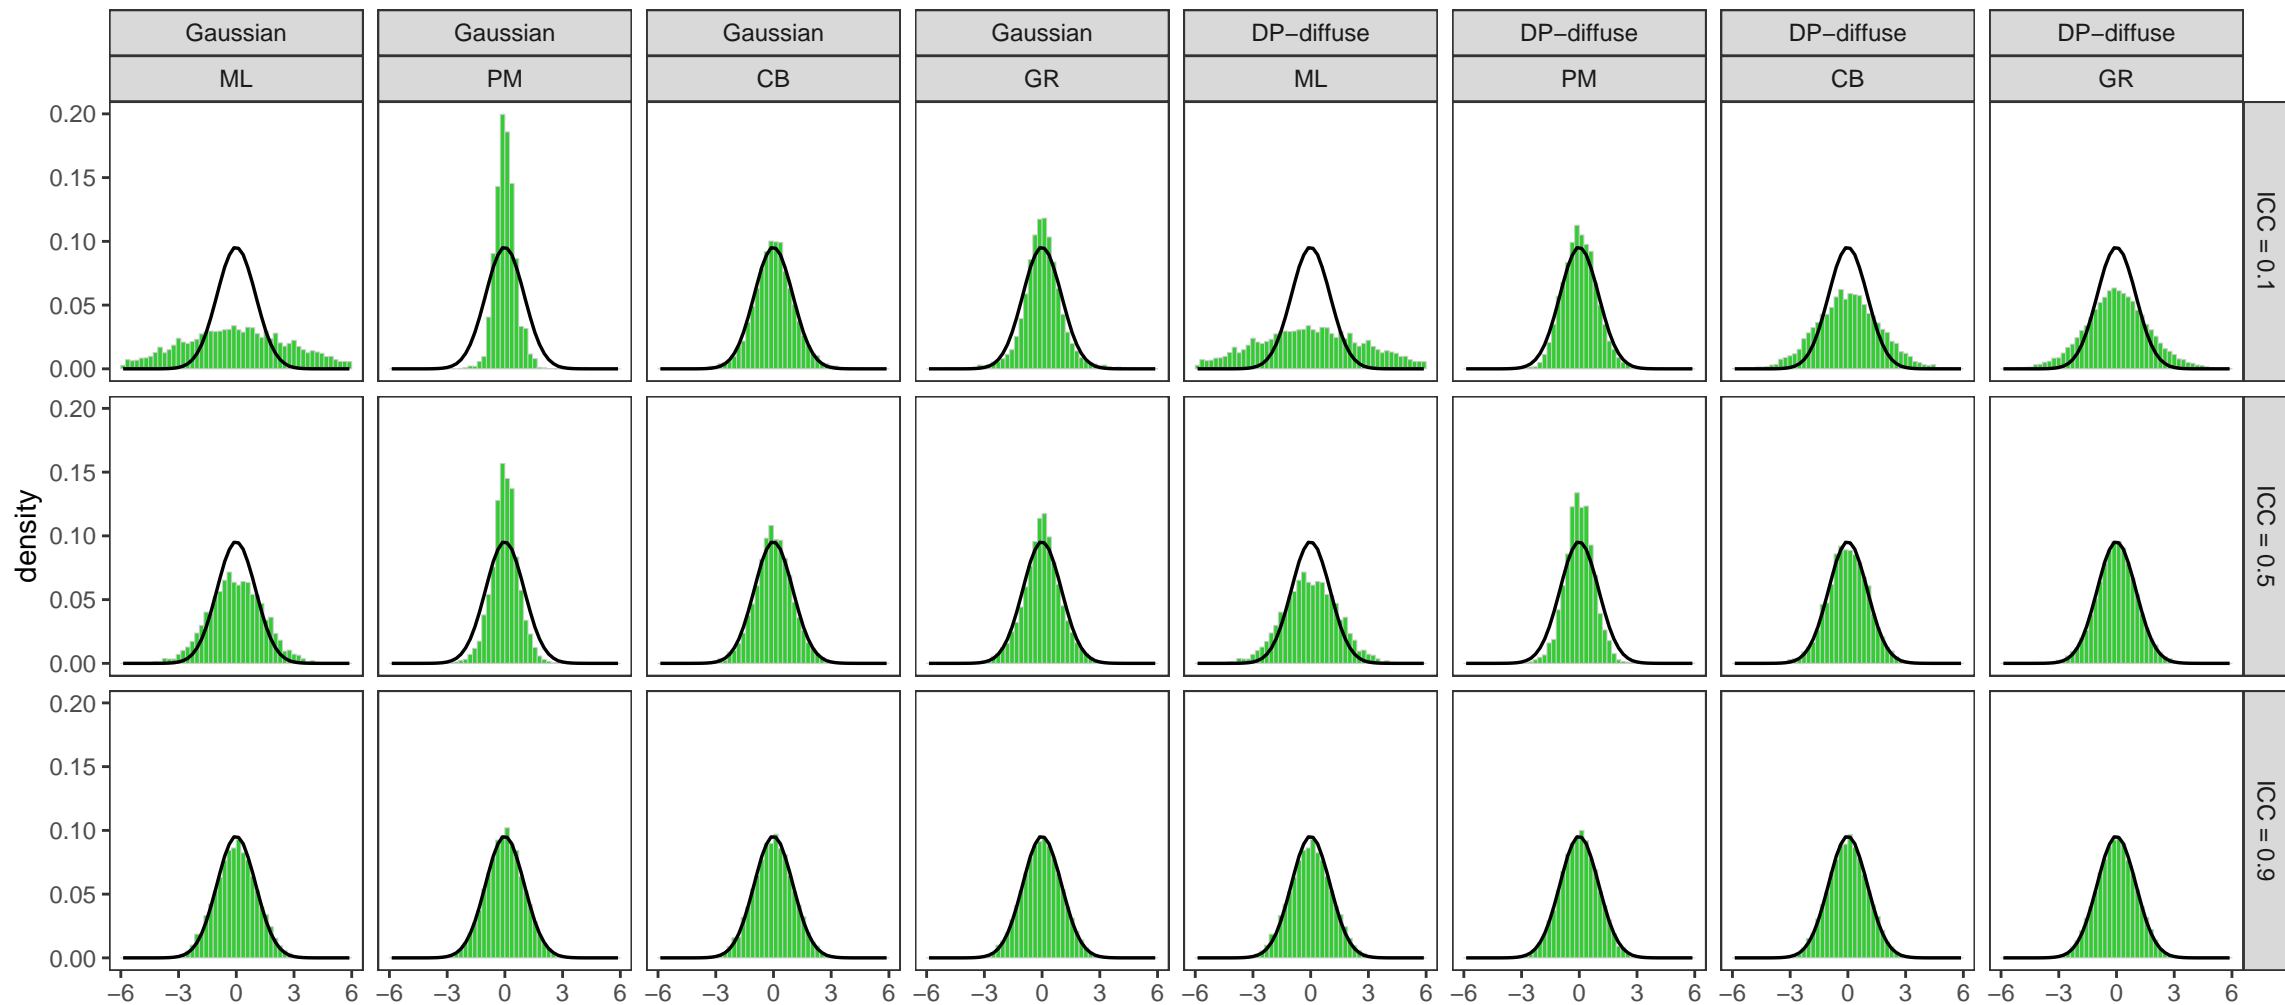 Gaussian Gaussian Gaussian Gaussian DP−diffuse DP−diffuse DP−diffuse DP−diffuse
ML PM CB GR ML PM CB GR
0.20
0.15
0.10
0.05
0.00
ICC = 0.1
0.20
0.15
0.10
0.05
0.00
ICC = 0.5
density
0.20
0.15
0.10
0.05
0.00
ICC = 0.9
−6 −3 0 3 6 −6 −3 0 3 6 −6 −3 0 3 6 −6 −3 0 3 6 −6 −3 0 3 6 −6 −3 0 3 6 −6 −3 0 3 6 −6 −3 0 3 6